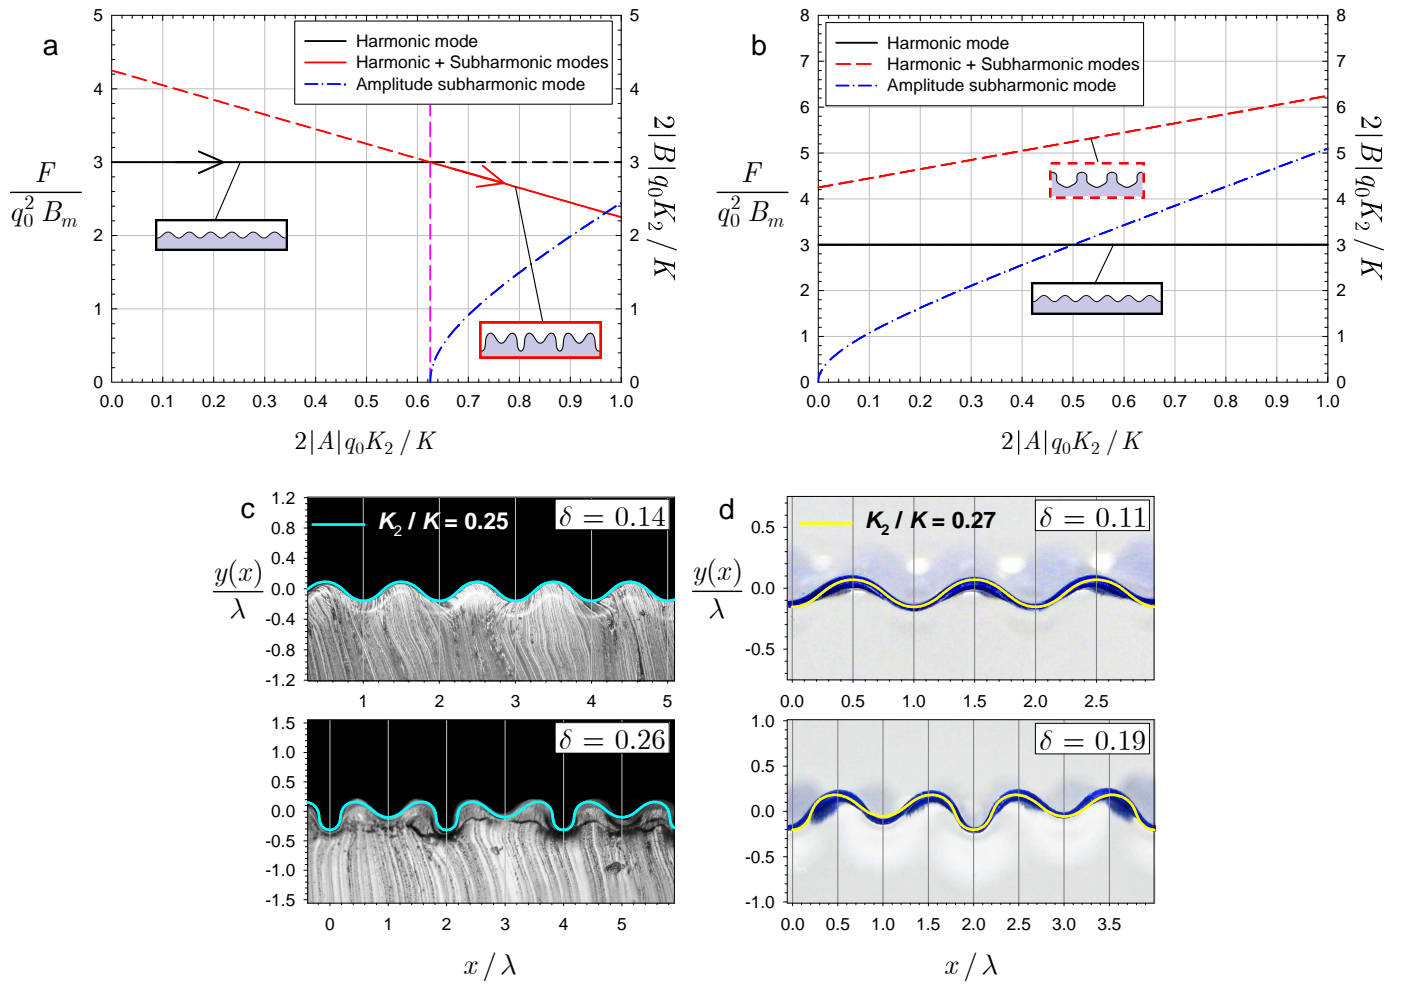 a
Harmonic mode
Harmonic + Subharmonic modes
Amplitude subharmonic mode
5
4
3
2
1
0
5
4
3
2
1
0
0.0 0.1 0.2 0.3 0.4 0.5 0.6 0.7 0.8 0.9 1.0
F / q₀² Bₘ
2|B|q₀K₂ / K
2|A|q₀K₂ / K
b
Harmonic mode
Harmonic + Subharmonic modes
Amplitude subharmonic mode
8
7
6
5
4
3
2
1
0
8
7
6
5
4
3
2
1
0
0.0 0.2 0.4 0.6 0.8 1.0
F / q₀² Bₘ
2|B|q₀K₂ / K
2|A|q₀K₂ / K
c
K₂ / K = 0.25
δ = 0.14
1.2
0.8
0.4
0.0
-0.4
-0.8
-1.2
y(x) / λ
1 2 3 4 5
δ = 0.26
1.5
1.0
0.5
0.0
-0.5
-1.0
-1.5
0 1 2 3 4 5
x / λ
d
K₂ / K = 0.27
δ = 0.11
0.5
0.0
-0.5
y(x) / λ
0.0 0.5 1.0 1.5 2.0 2.5
δ = 0.19
1.0
0.5
0.0
-0.5
-1.0
0.0 0.5 1.0 1.5 2.0 2.5 3.0 3.5
x / λ